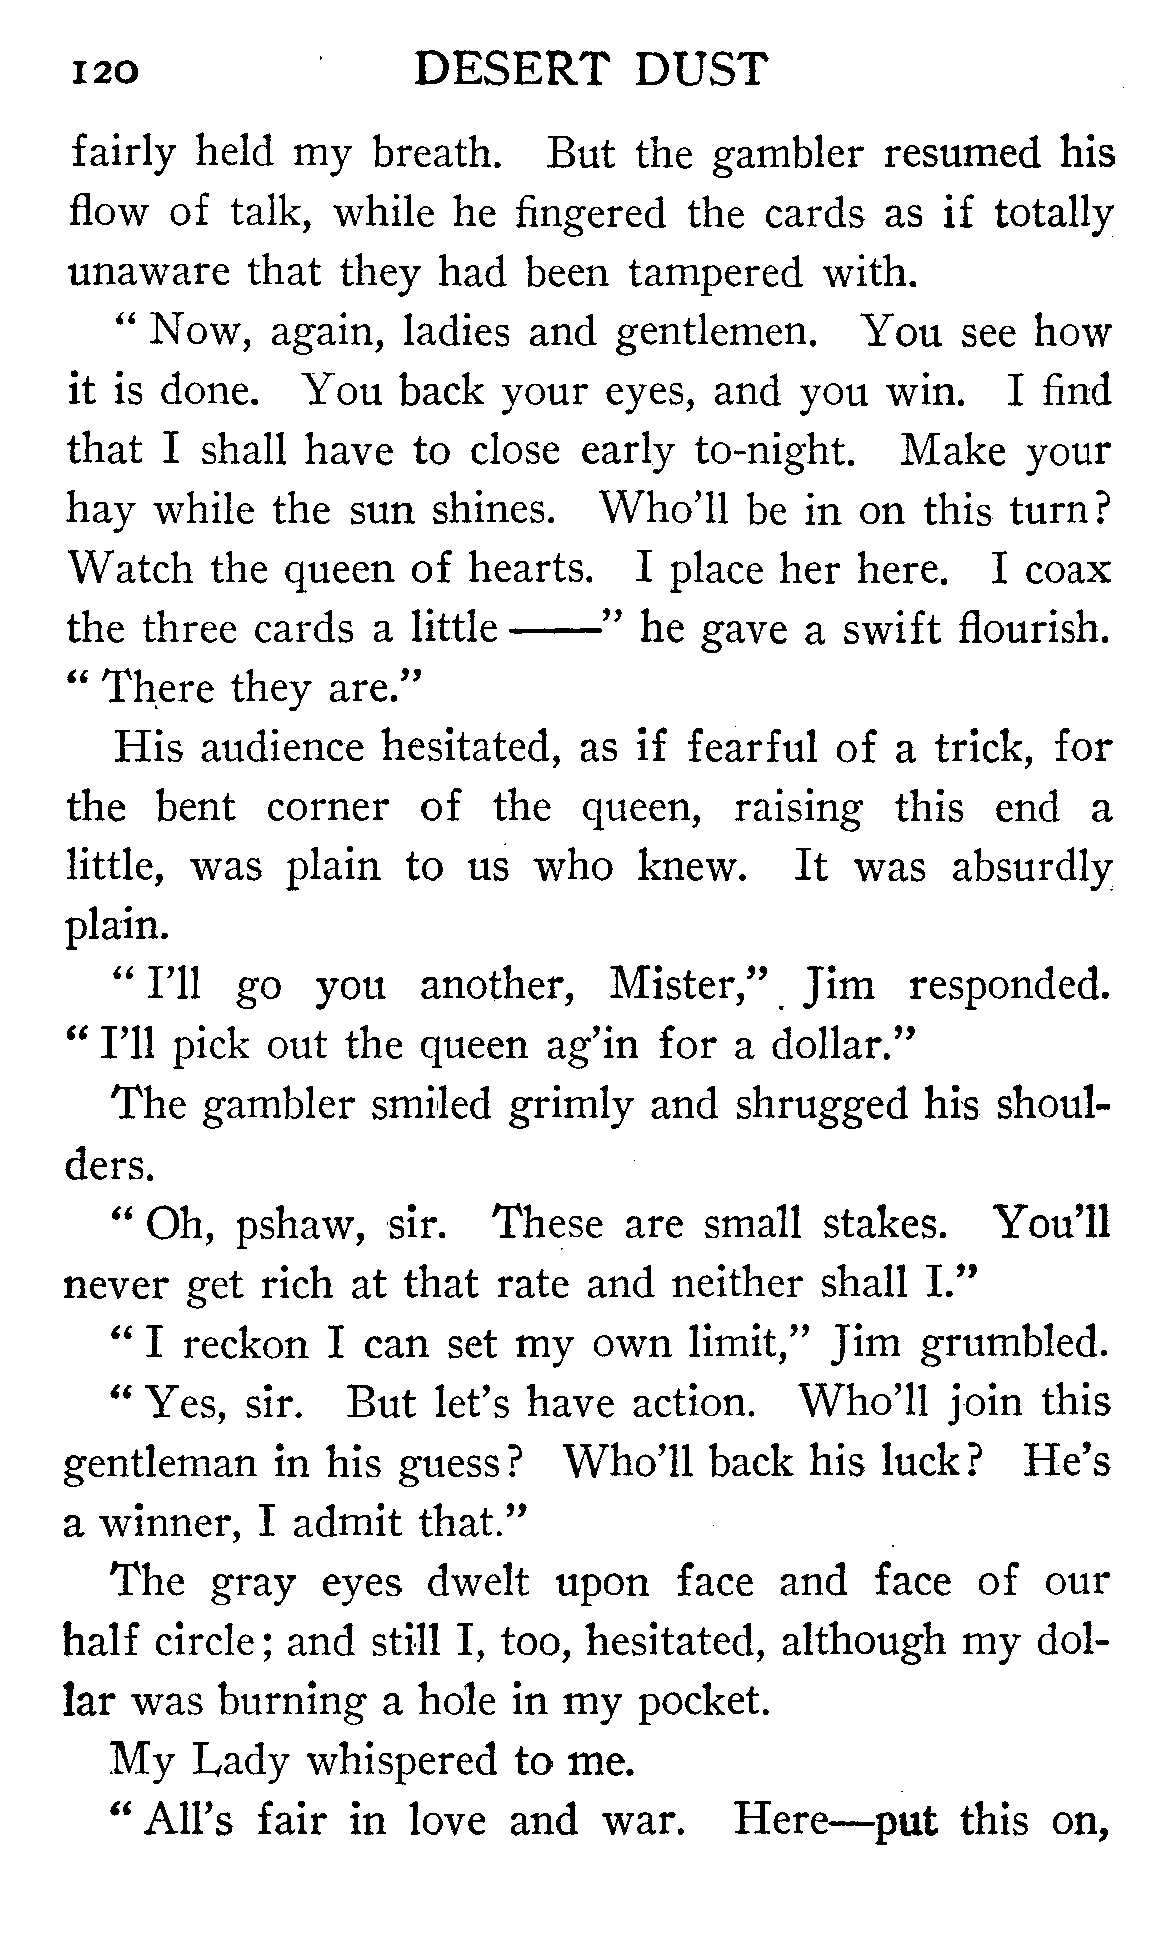 120 DESERT DUST
fairly held my breath. But the gambler resumed his
flow of talk, while he fingered the cards as if totally
unaware that they had been tampered with.
“ Now, again, ladies and gentlemen. You see how
it is done. You back your eyes, and you win. I find
that I shall have to close early to-night. Make your
hay while the sun shines. Who’ll be in on this turn?
Watch the queen of hearts. I place her here. I coax
the three cards a little ——” he gave a swift flourish.
“ There they are.”
His audience hesitated, as if fearful of a trick, for
the bent corner of the queen, raising this end a
little, was plain to us who knew. It was absurdly
plain.
“ I’ll go you another, Mister,” Jim responded.
“ I’ll pick out the queen ag’in for a dollar.”
The gambler smiled grimly and shrugged his shoul-
ders.
“ Oh, pshaw, sir. These are small stakes. You’ll
never get rich at that rate and neither shall I.”
“ I reckon I can set my own limit,” Jim grumbled.
“ Yes, sir. But let’s have action. Who’ll join this
gentleman in his guess? Who’ll back his luck? He’s
a winner, I admit that.”
The gray eyes dwelt upon face and face of our
half circle; and still I, too, hesitated, although my dol-
lar was burning a hole in my pocket.
My Lady whispered to me.
“ All’s fair in love and war. Here—put this on,